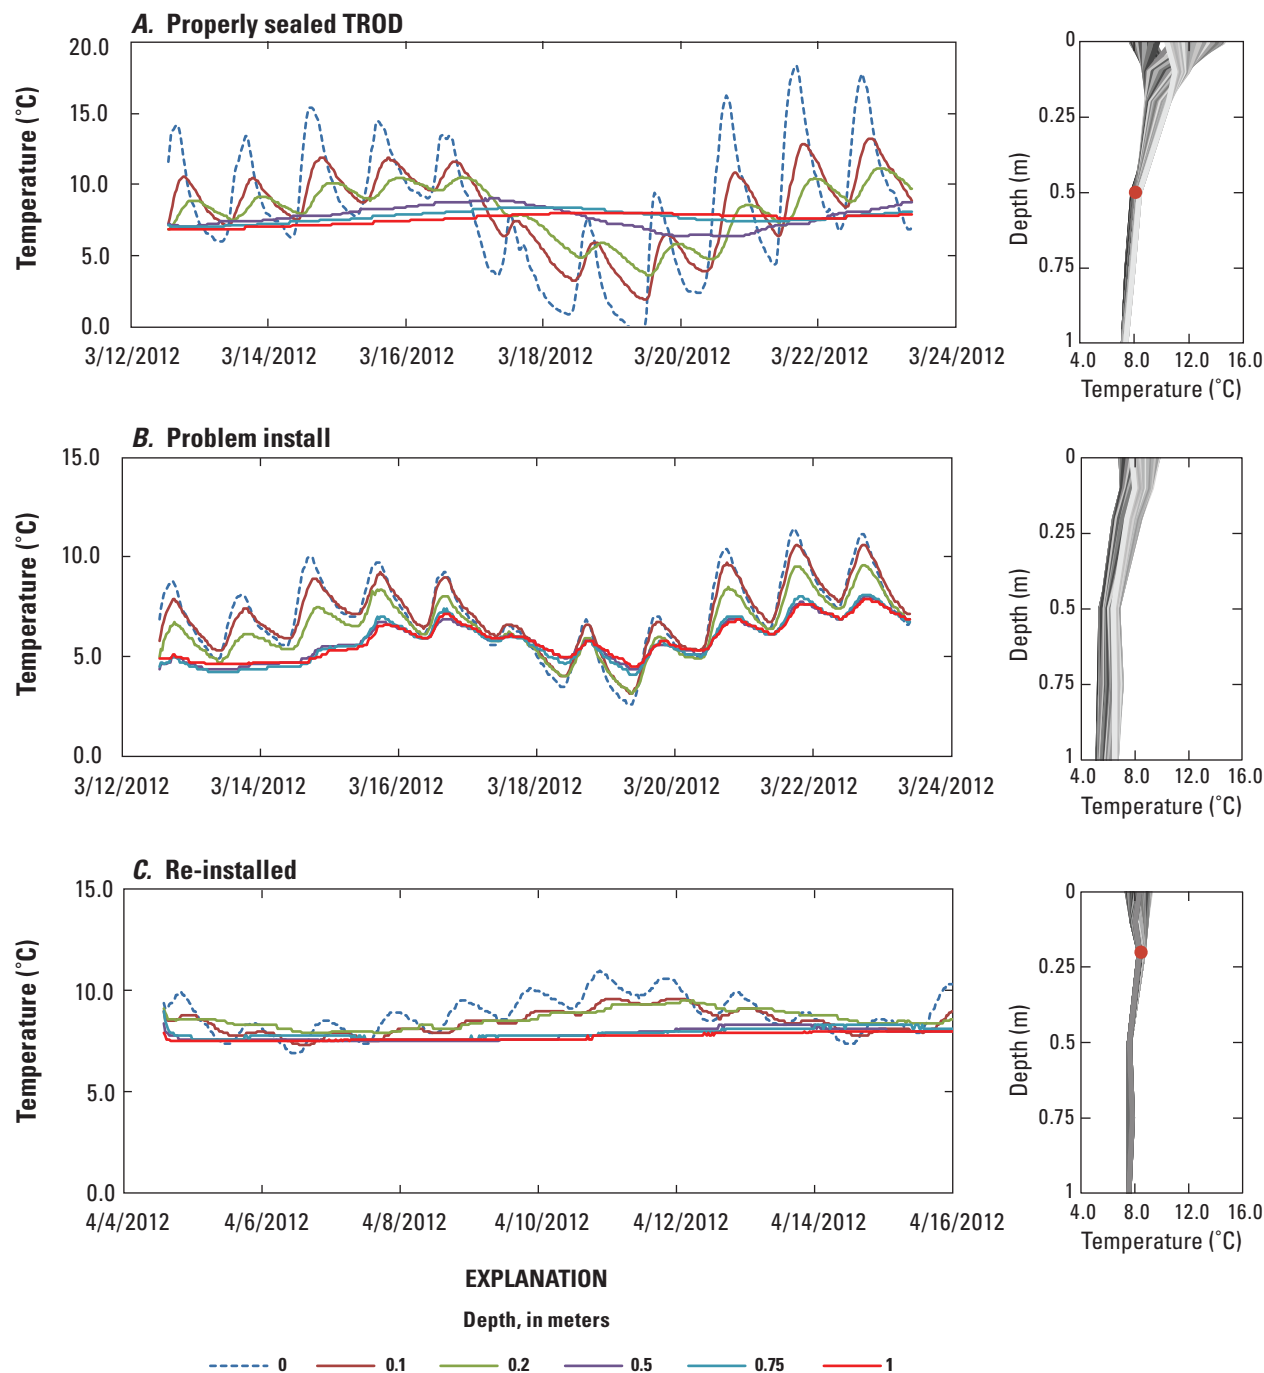 A. Properly sealed TROD
Temperature (˚C)
20.0
15.0
10.0
5.0
0.0
3/12/2012 3/14/2012 3/16/2012 3/18/2012 3/20/2012 3/22/2012 3/24/2012
Depth (m)
0
0.25
0.5
0.75
1
4.0 8.0 12.0 16.0
Temperature (˚C)
B. Problem install
Temperature (˚C)
15.0
10.0
5.0
0.0
3/12/2012 3/14/2012 3/16/2012 3/18/2012 3/20/2012 3/22/2012 3/24/2012
Depth (m)
0
0.25
0.5
0.75
1
4.0 8.0 12.0 16.0
Temperature (˚C)
C. Re-installed
Temperature (˚C)
15.0
10.0
5.0
0.0
4/4/2012 4/6/2012 4/8/2012 4/10/2012 4/12/2012 4/14/2012 4/16/2012
Depth (m)
0
0.25
0.5
0.75
1
4.0 8.0 12.0 16.0
Temperature (˚C)
EXPLANATION
Depth, in meters
0 0.1 0.2 0.5 0.75 1